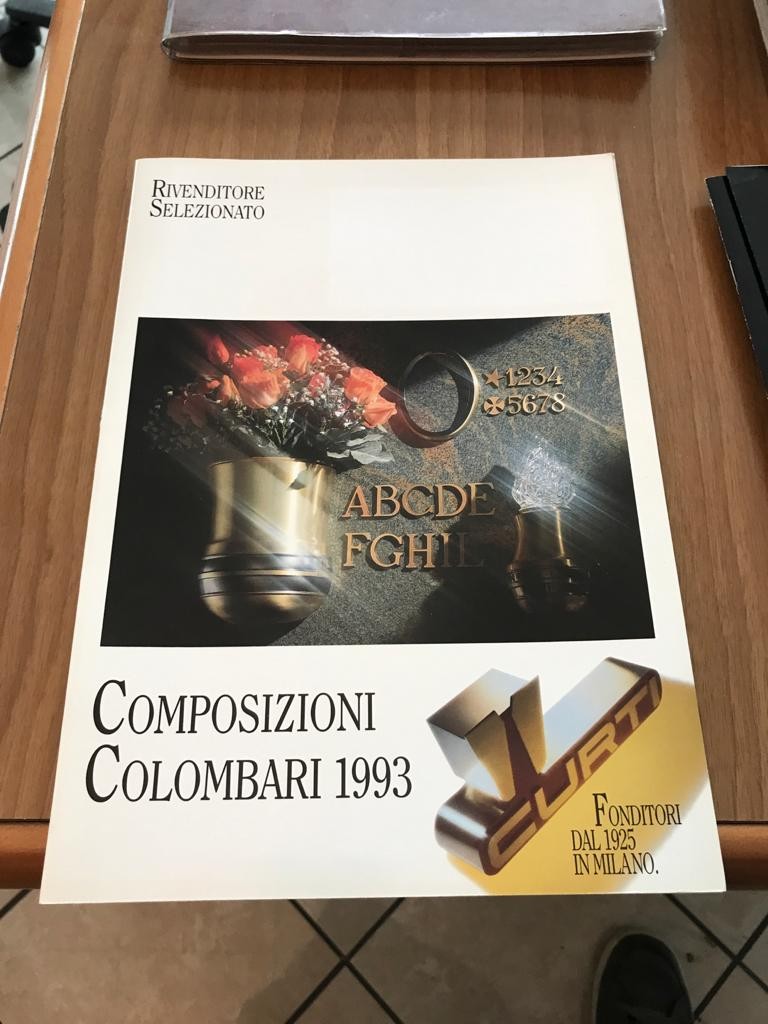 RIVENDITORE
SELEZIONATO
★1234
✠5678
ABCDE
FGHIL
COMPOSIZIONI
COLOMBARI 1993
CURTI
FONDITORI
DAL 1925
IN MILANO.